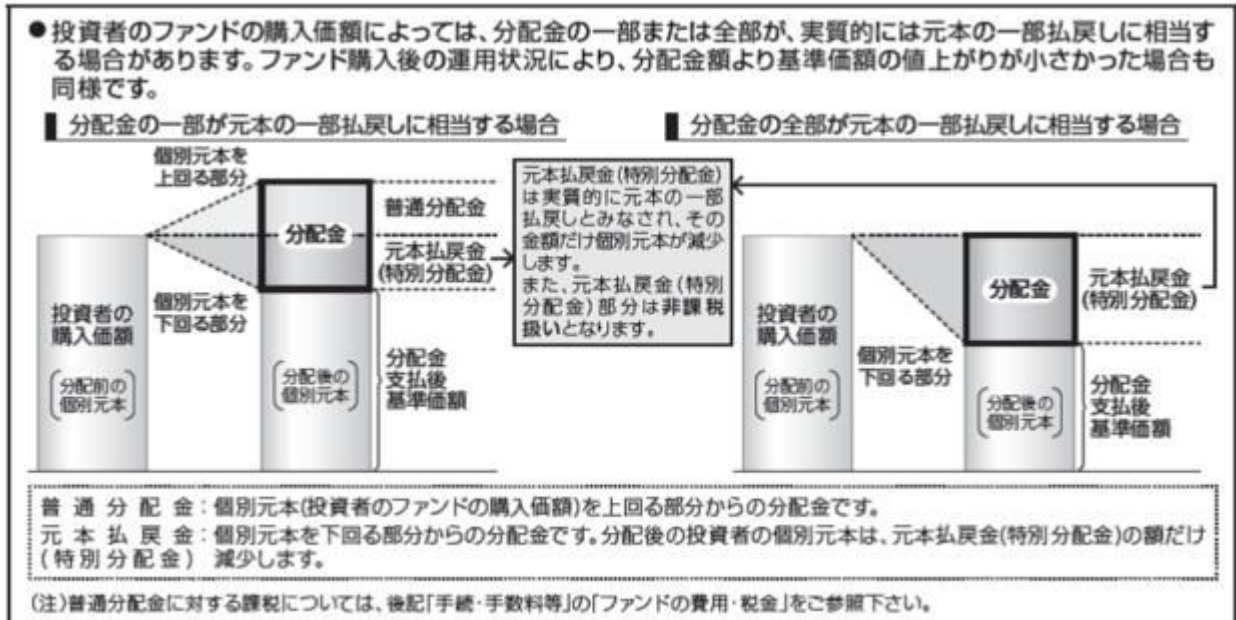 ●投資者のファンドの購入価額によっては、分配金の一部または全部が、実質的には元本の一部払戻しに相当す
る場合があります。ファンド購入後の運用状況により、分配金額より基準価額の値上がりが小さかった場合も
同様です。
分配金の一部が元本の一部払戻しに相当する場合
個別元本を
上回る部分
分配金
普通分配金
元本払戻金
(特別分配金)
投資者の
購入価額
(分配前の
個別元本)
個別元本を
下回る部分
(分配後の
個別元本)
分配金
支払後
基準価額
元本払戻金(特別分配金)
は実質的に元本の一部
払戻しとみなされ、その
金額だけ個別元本が減少
します。
また、元本払戻金(特別
分配金)部分は非課税
扱いとなります。
分配金の全部が元本の一部払戻しに相当する場合
投資者の
購入価額
(分配前の
個別元本)
分配金
元本払戻金
(特別分配金)
個別元本を
下回る部分
(分配後の
個別元本)
分配金
支払後
基準価額
普通分配金:個別元本(投資者のファンドの購入価額)を上回る部分からの分配金です。
元本払戻金:個別元本を下回る部分からの分配金です。分配後の投資者の個別元本は、元本払戻金(特別分配金)の額だけ
(特別分配金) 減少します。
(注)普通分配金に対する課税については、後記「手続・手数料等」の「ファンドの費用・税金」をご参照下さい。